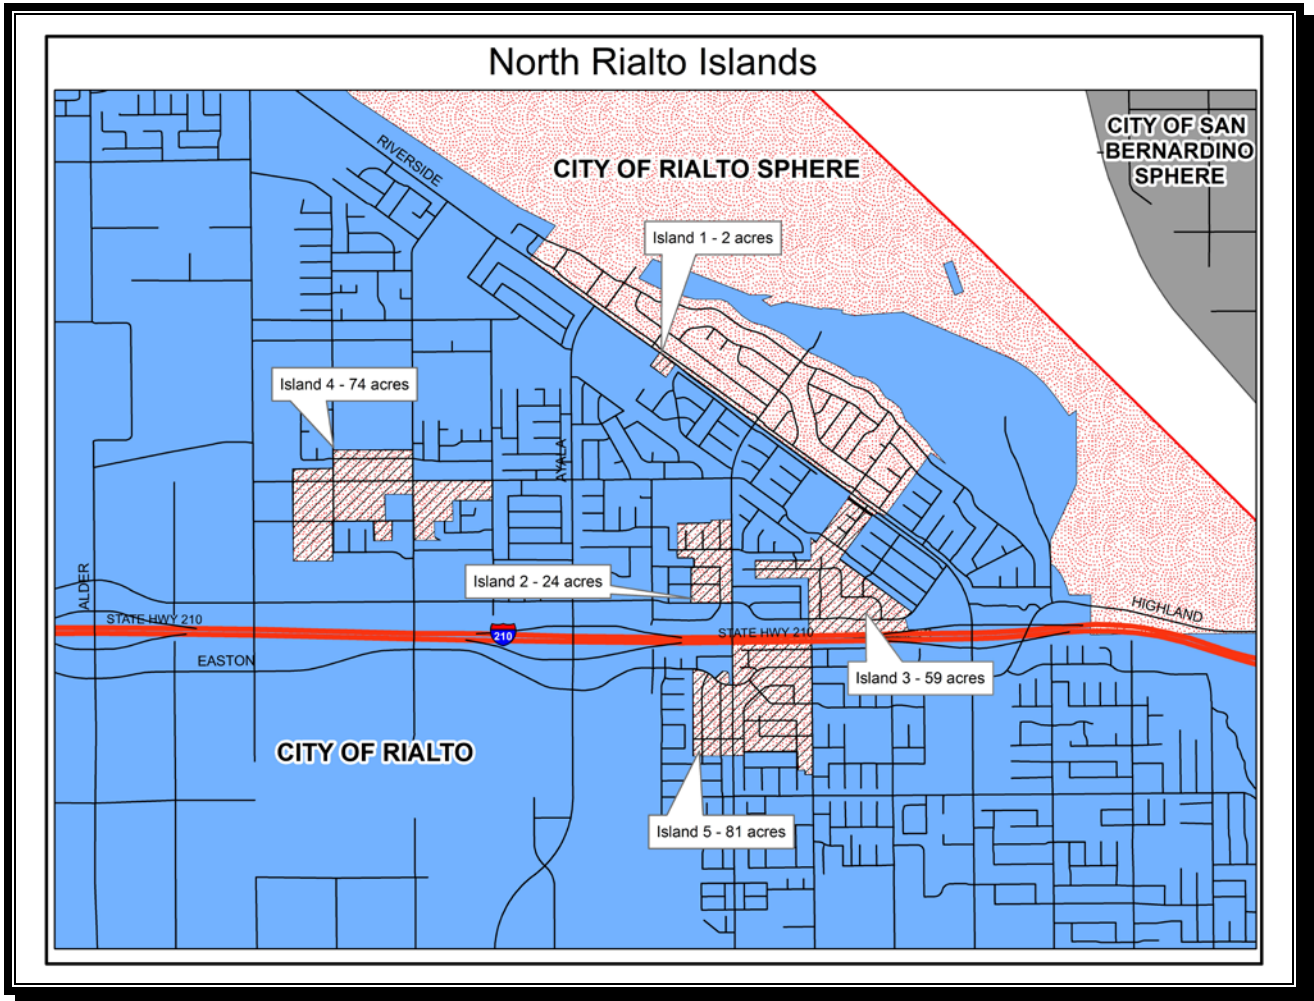 North Rialto Islands
CITY OF SAN
BERNARDINO
SPHERE
RIVERSIDE
CITY OF RIALTO SPHERE
Island 1 - 2 acres
Island 4 - 74 acres
AYALA
Island 2 - 24 acres
ALDER
HIGHLAND
STATE HWY 210
210
STATE HWY 210
EASTON
Island 3 - 59 acres
CITY OF RIALTO
Island 5 - 81 acres